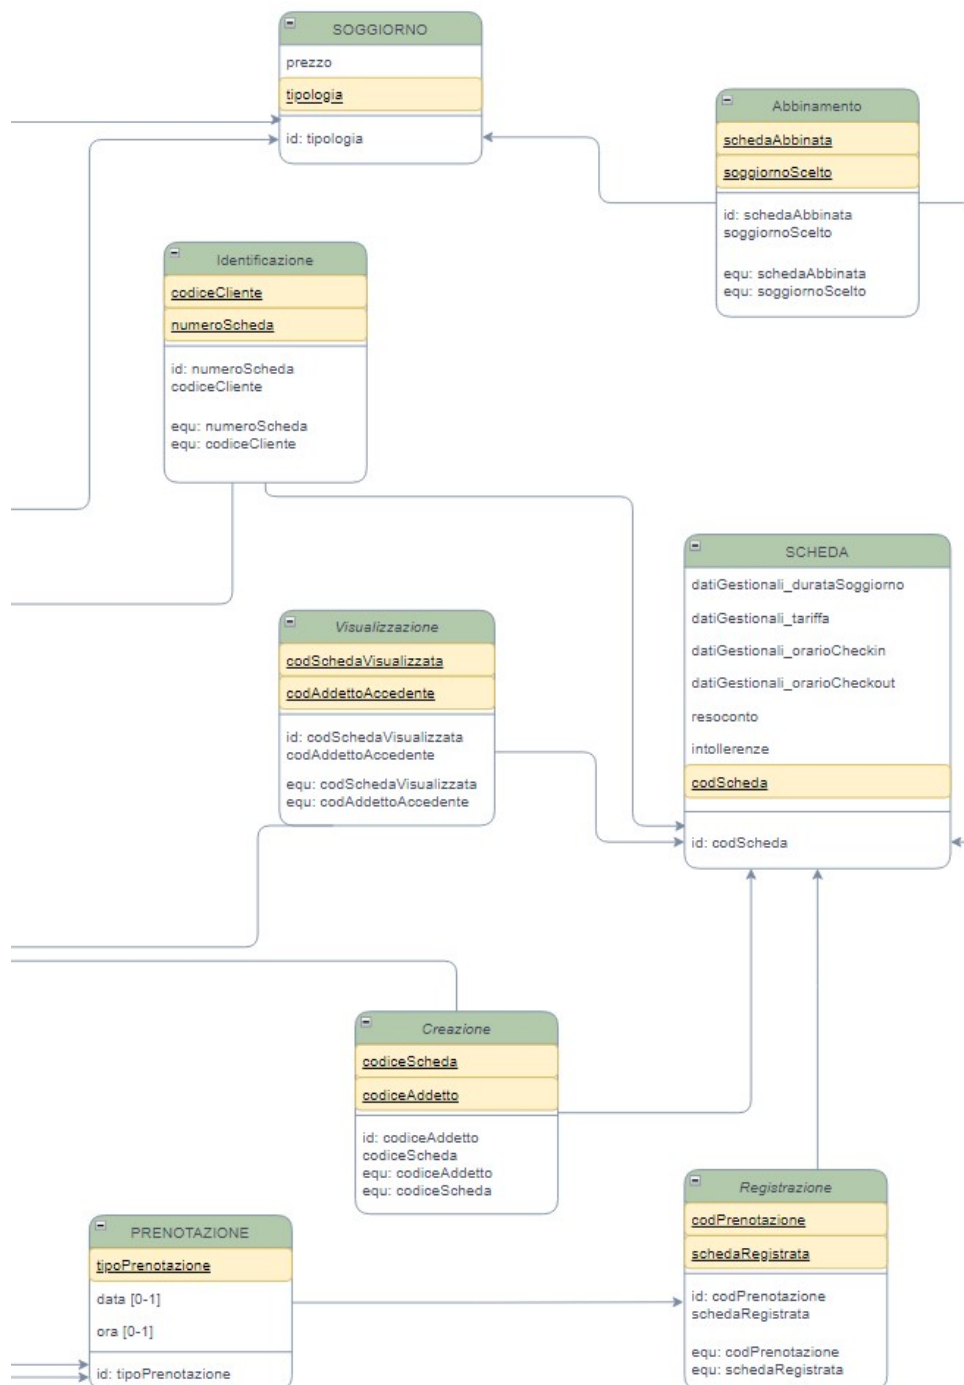 SOGGIORNO
prezzo
tipologia
id: tipologia
Abbinamento
schedaAbbinata
soggiornoScelto
id: schedaAbbinata
soggiornoScelto
equ: schedaAbbinata
equ: soggiornoScelto
Identificazione
codiceCliente
numeroScheda
id: numeroScheda
codiceCliente
equ: numeroScheda
equ: codiceCliente
SCHEDA
datiGestionali_durataSoggiorno
datiGestionali_tariffa
datiGestionali_orarioCheckin
datiGestionali_orarioCheckout
resoconto
intollerenze
codScheda
id: codScheda
Visualizzazione
codSchedaVisualizzata
codAddettoAccedente
id: codSchedaVisualizzata
codAddettoAccedente
equ: codSchedaVisualizzata
equ: codAddettoAccedente
Creazione
codiceScheda
codiceAddetto
id: codiceAddetto
codiceScheda
equ: codiceAddetto
equ: codiceScheda
Registrazione
codPrenotazione
schedaRegistrata
id: codPrenotazione
schedaRegistrata
equ: codPrenotazione
equ: schedaRegistrata
PRENOTAZIONE
tipoPrenotazione
data [0-1]
ora [0-1]
id: tipoPrenotazione